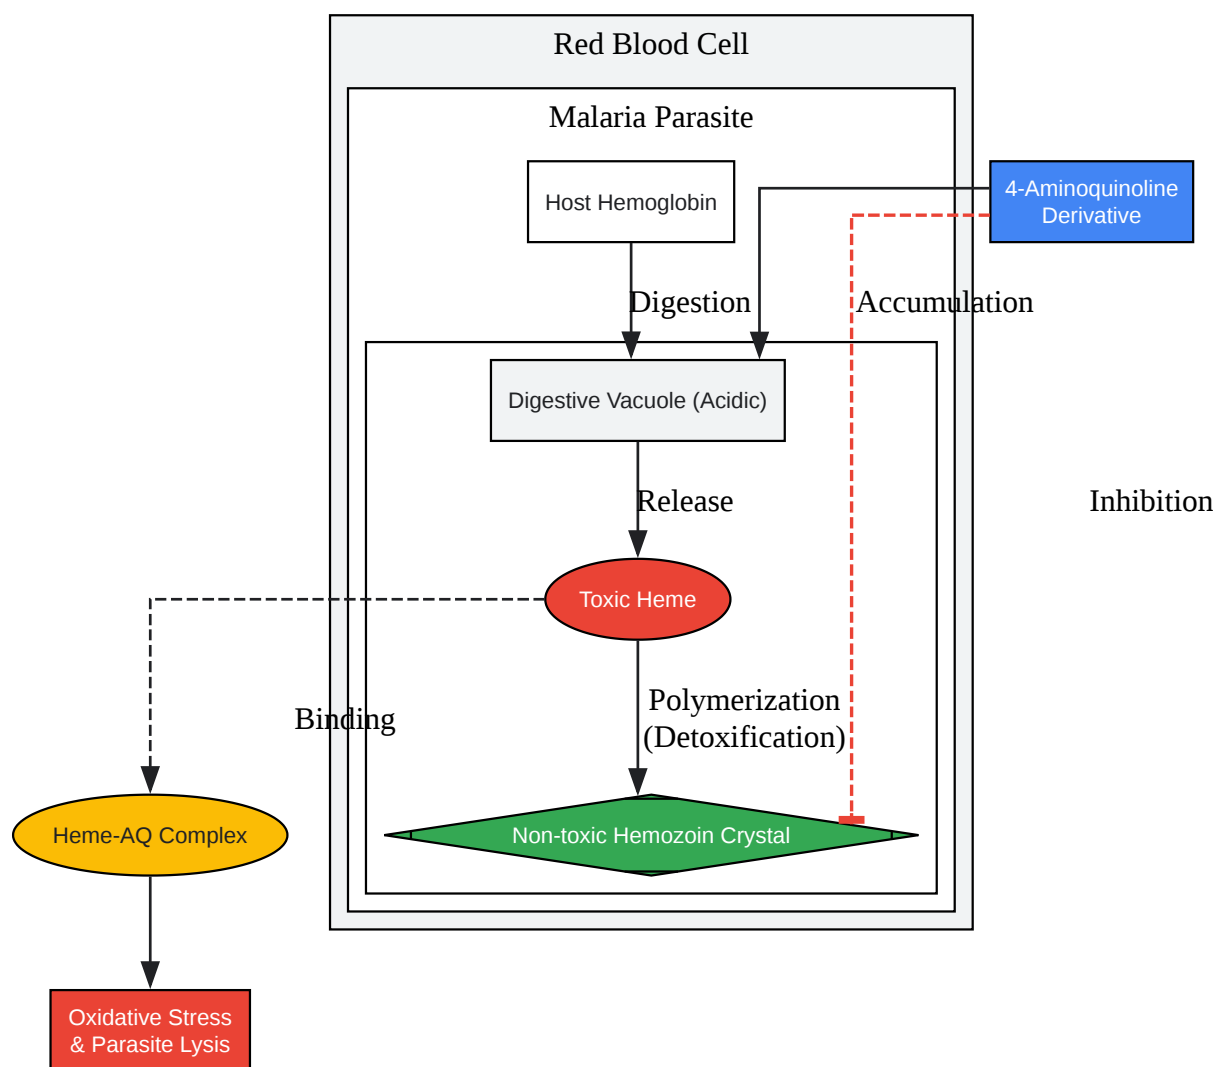 Red Blood Cell
Malaria Parasite
Host Hemoglobin
4-Aminoquinoline
Derivative
Digestion
Accumulation
Digestive Vacuole (Acidic)
Release
Inhibition
Toxic Heme
Polymerization
(Detoxification)
Binding
Heme-AQ Complex
Non-toxic Hemozoin Crystal
Oxidative Stress
& Parasite Lysis